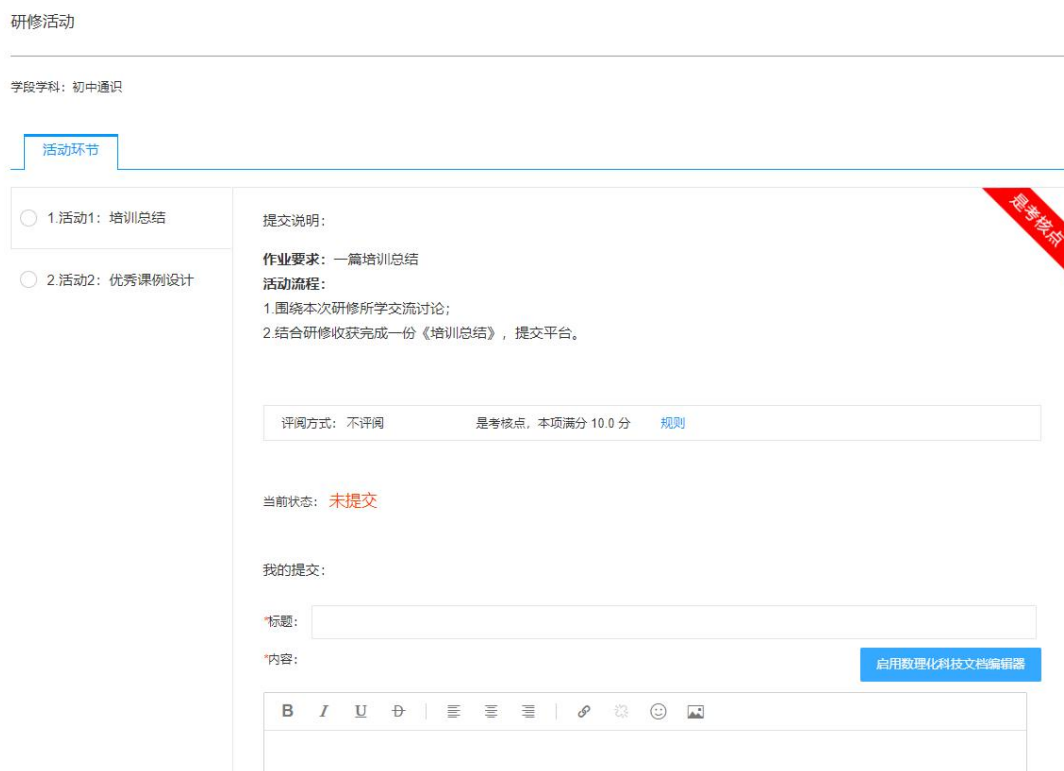 研修活动
学段学科：初中通识
活动环节
1.活动1：培训总结
2.活动2：优秀课例设计
是考核点
提交说明：
作业要求：一篇培训总结
活动流程：
1.围绕本次研修所学交流讨论；
2.结合研修收获完成一份《培训总结》，提交平台。
评阅方式：不评阅 是考核点，本项满分 10.0 分 规则
当前状态：未提交
我的提交：
*标题：
*内容：
启用数理化科技文档编辑器
B I U D